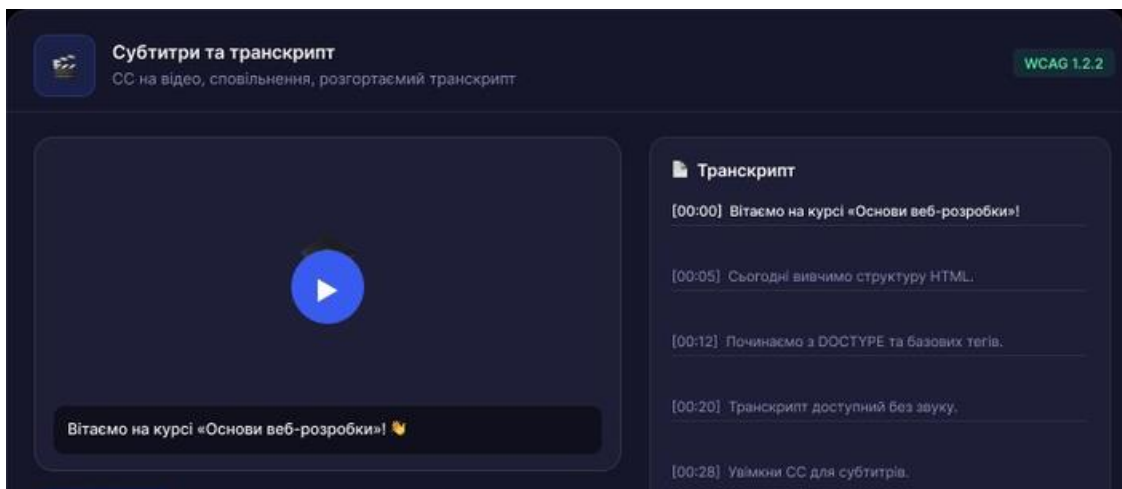 Субтитри та транскрипт
CC на відео, сповільнення, розгортаємий транскрипт
WCAG 1.2.2
Транскрипт
[00:00] Вітаємо на курсі «Основи веб-розробки»!
[00:05] Сьогодні вивчимо структуру HTML.
[00:12] Починаємо з DOCTYPE та базових тегів.
[00:20] Транскрипт доступний без звуку.
[00:28] Увімкни CC для субтитрів.
Вітаємо на курсі «Основи веб-розробки»! 👋